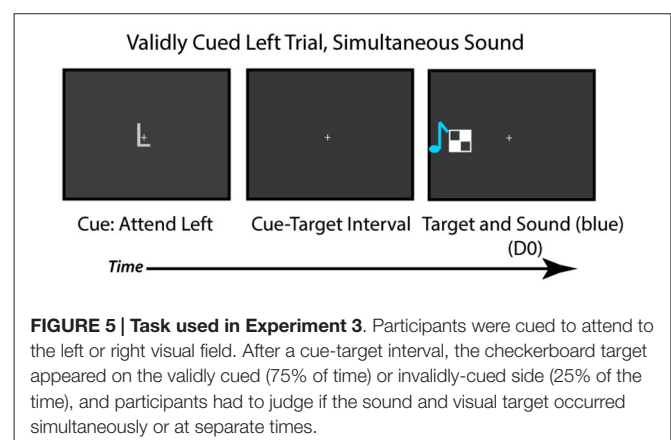 Validly Cued Left Trial, Simultaneous Sound
L
Cue: Attend Left
Cue-Target Interval
Target and Sound (blue)
(D0)
Time
FIGURE 5 | Task used in Experiment 3. Participants were cued to attend to
the left or right visual field. After a cue-target interval, the checkerboard target
appeared on the validly cued (75% of time) or invalidly-cued side (25% of the
time), and participants had to judge if the sound and visual target occurred
simultaneously or at separate times.